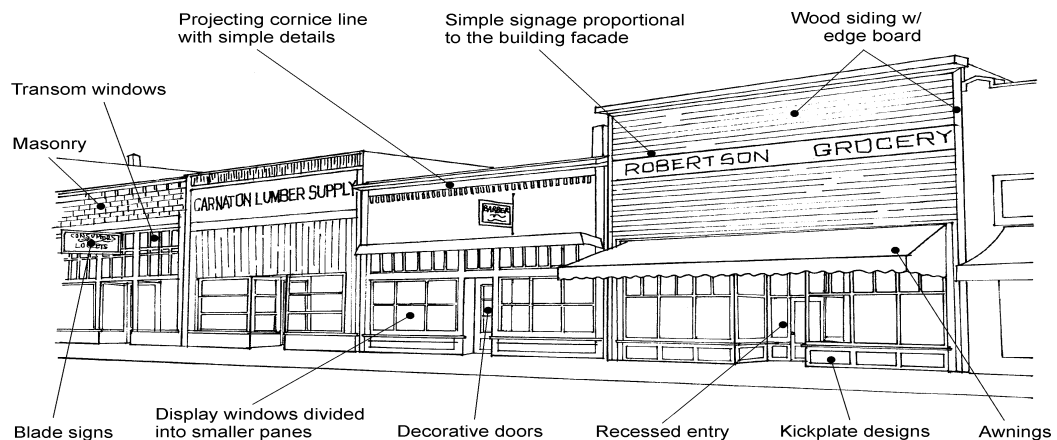 Projecting cornice line
with simple details
Simple signage proportional
to the building facade
Wood siding w/
edge board
Transom windows
Masonry
ROBERTSON GROCERY
CARNATON LUMBER SUPPLY
BARBER
CONSUMERS
Blade signs
Display windows divided
into smaller panes
Decorative doors
Recessed entry
Kickplate designs
Awnings